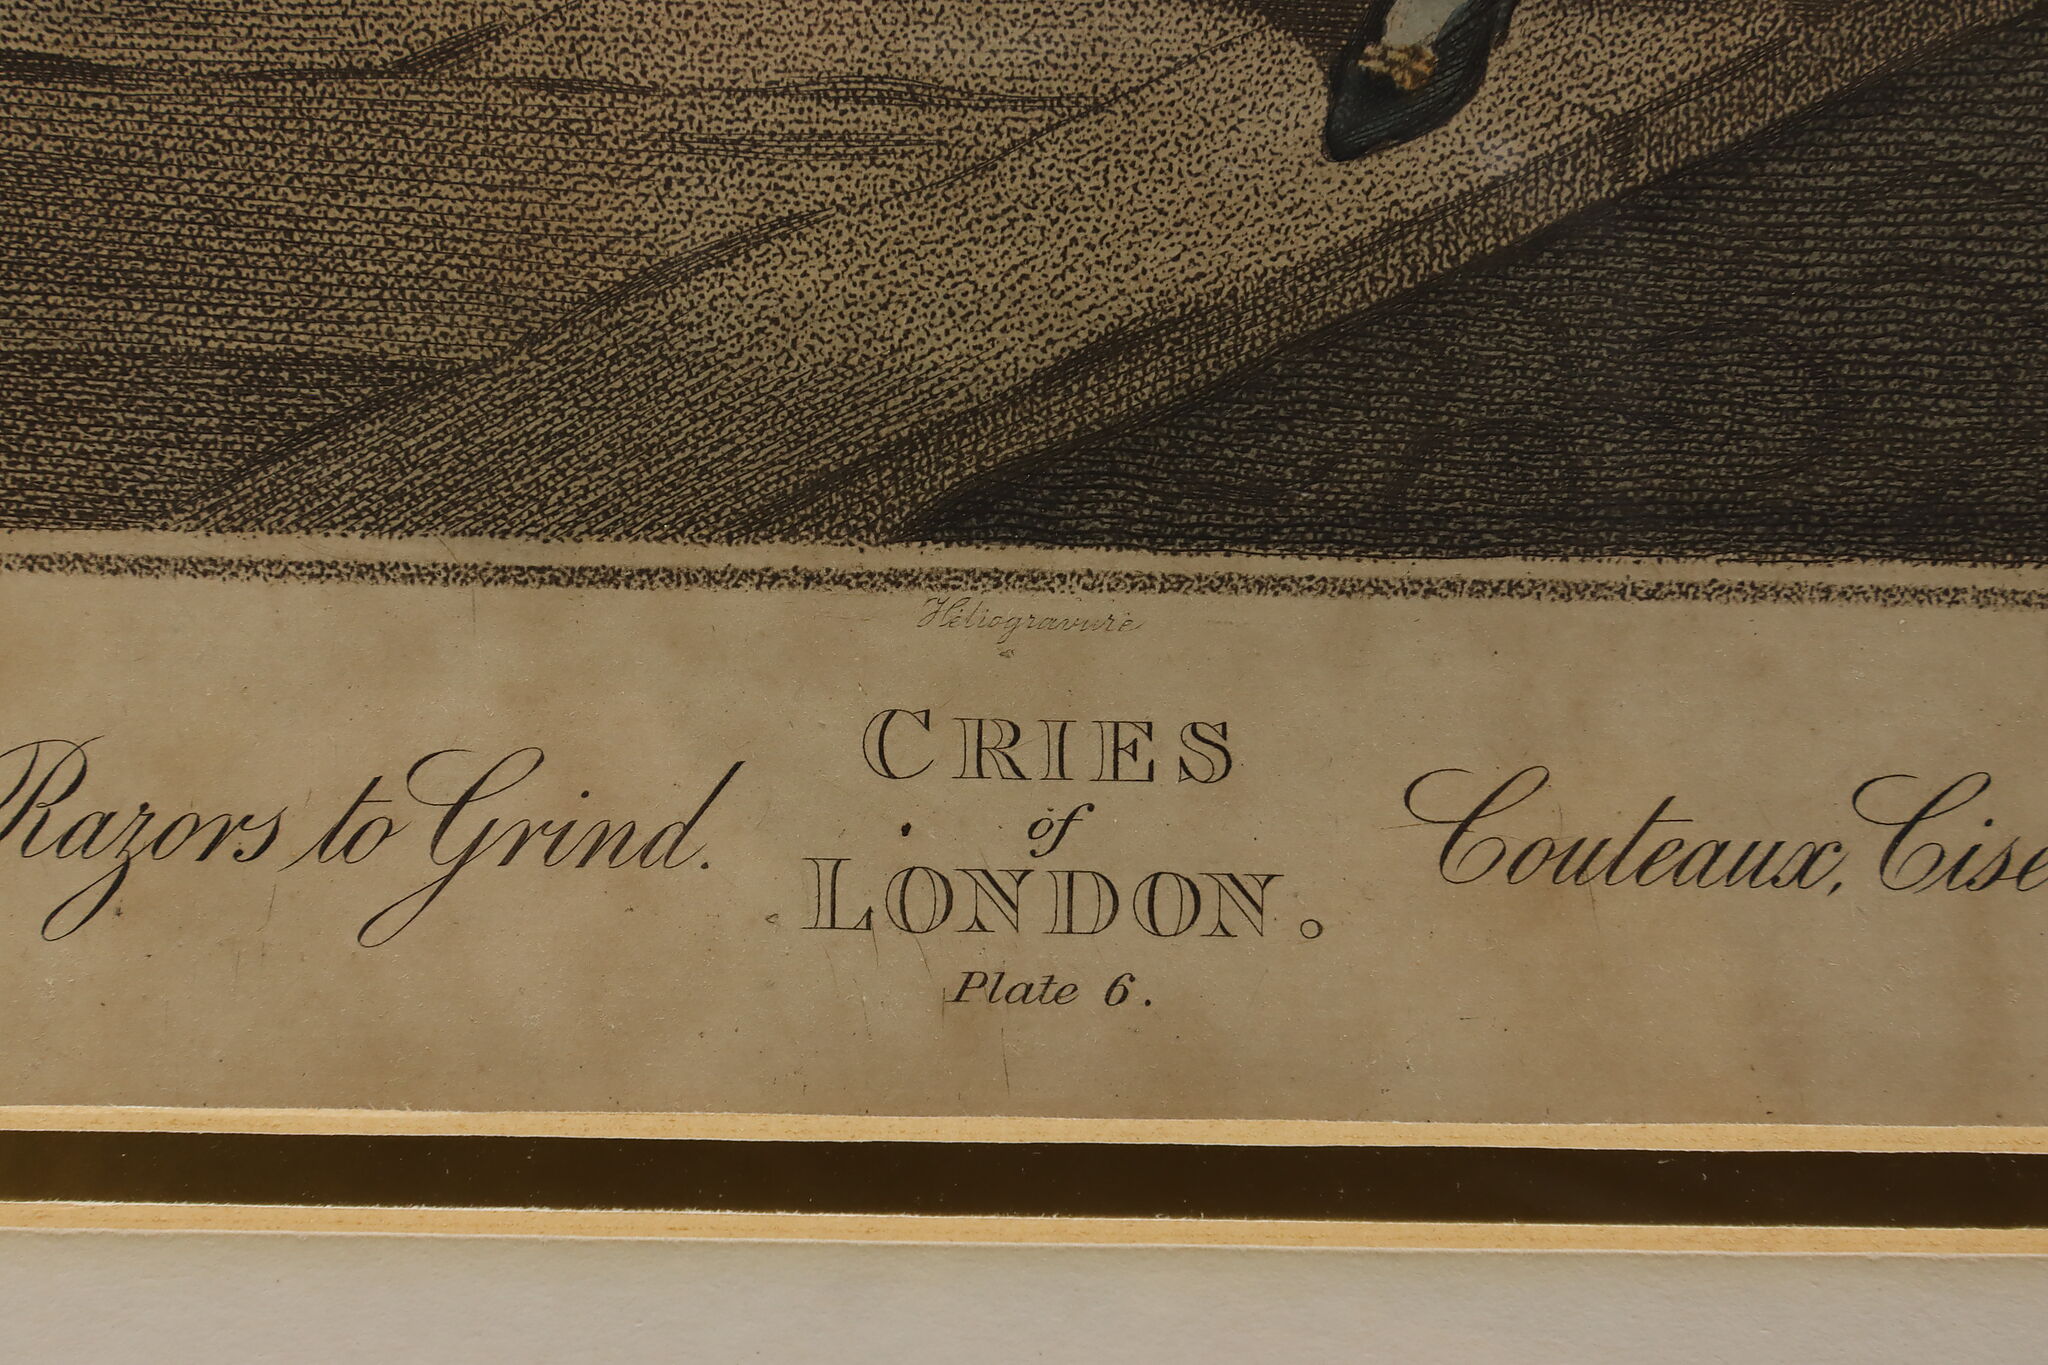 Héliogravure
CRIES
of
LONDON.
Plate 6.
Razors to Grind.
Couteaux, Cise